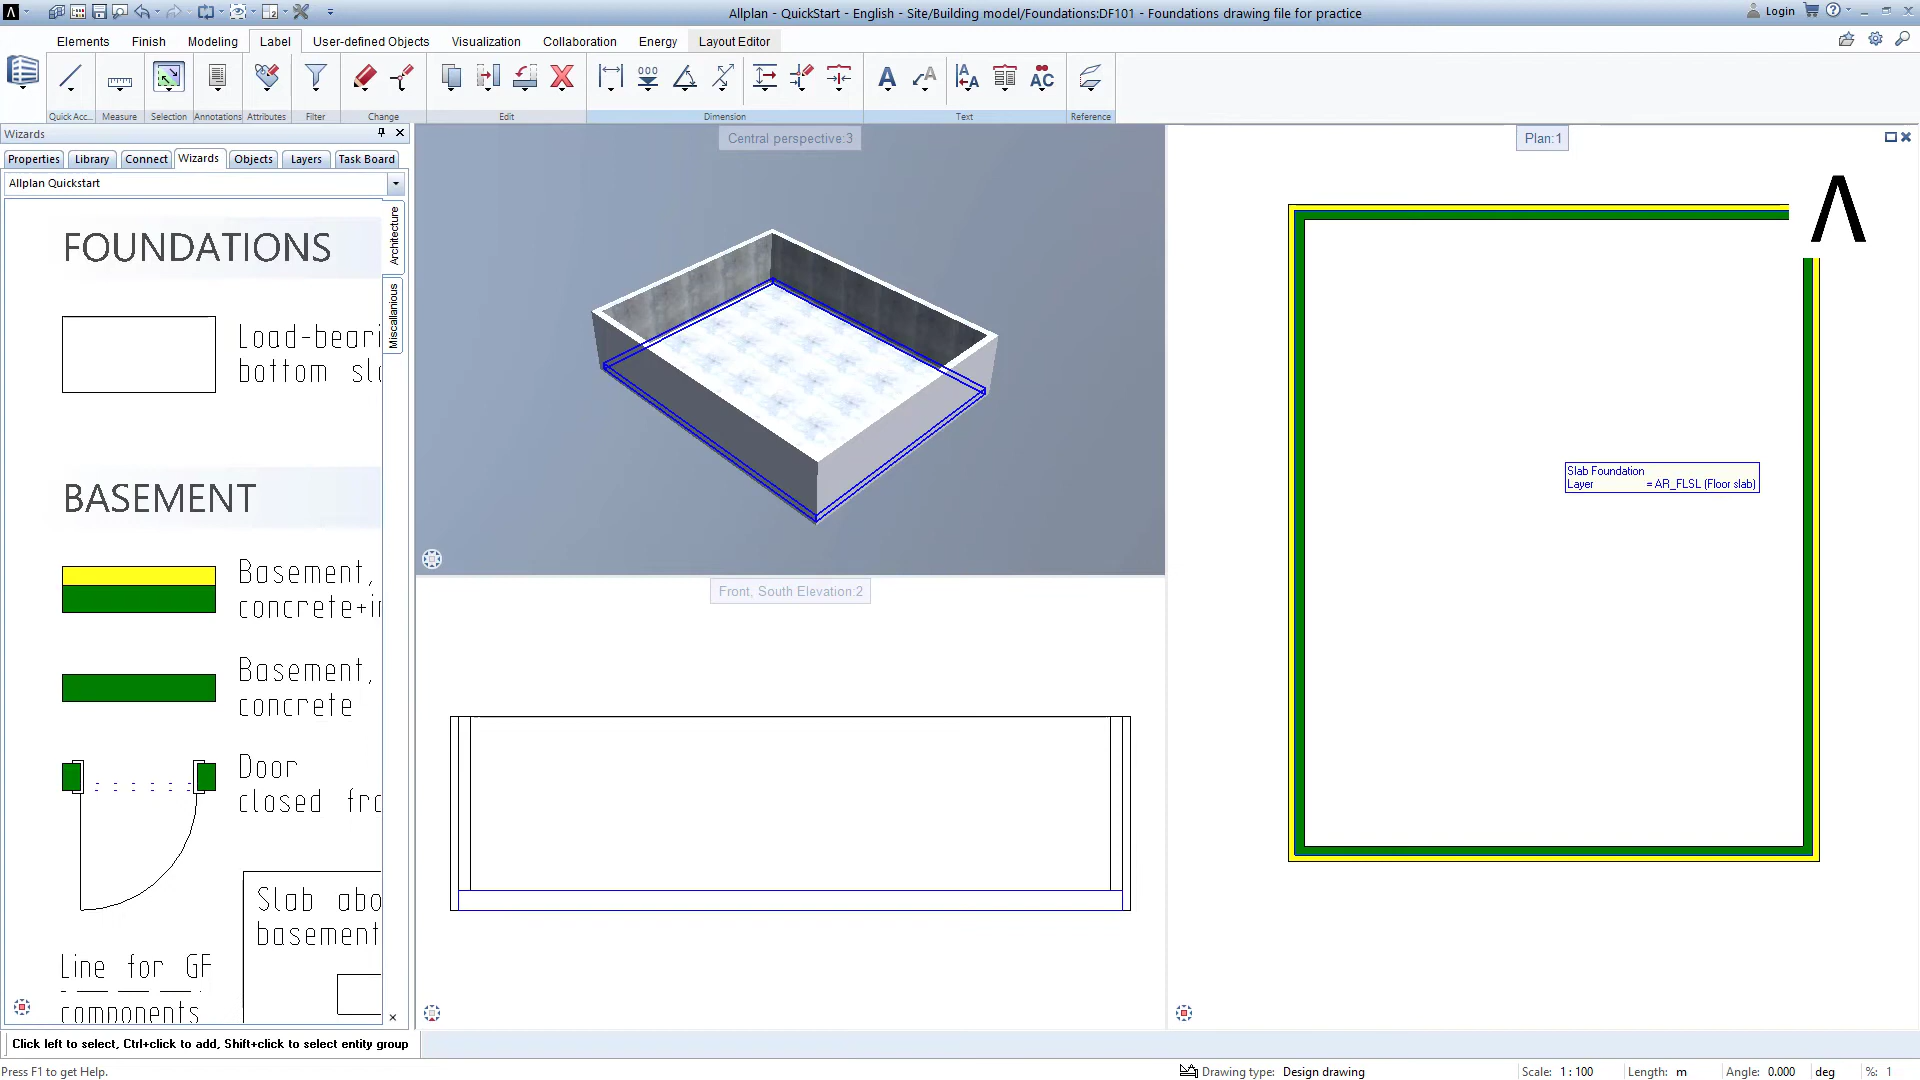 Allplan - QuickStart - English - Site/Building model/Foundations:DF101 - Foundations drawing file for practice
Login
Elements
Finish
Modeling
Label
User-defined Objects
Visualization
Collaboration
Energy
Layout Editor
Quick Acc...
Measure
Selection
Annotations
Attributes
Filter
Change
Edit
Dimension
Text
Reference
Wizards
Properties
Library
Connect
Wizards
Objects
Layers
Task Board
Allplan Quickstart
Architecture
Miscallanious
FOUNDATIONS
Load-beari
bottom sl
BASEMENT
Basement,
concrete+i
Basement,
concrete
Door
closed fr
Slab abo
basement
Line for GF
components
Central perspective:3
Front, South Elevation:2
Plan:1
Slab Foundation
Layer = AR_FLSL (Floor slab)
Click left to select, Ctrl+click to add, Shift+click to select entity group
Press F1 to get Help.
Drawing type: Design drawing
Scale: 1 : 100
Length: m
Angle: 0.000 deg
%: 1